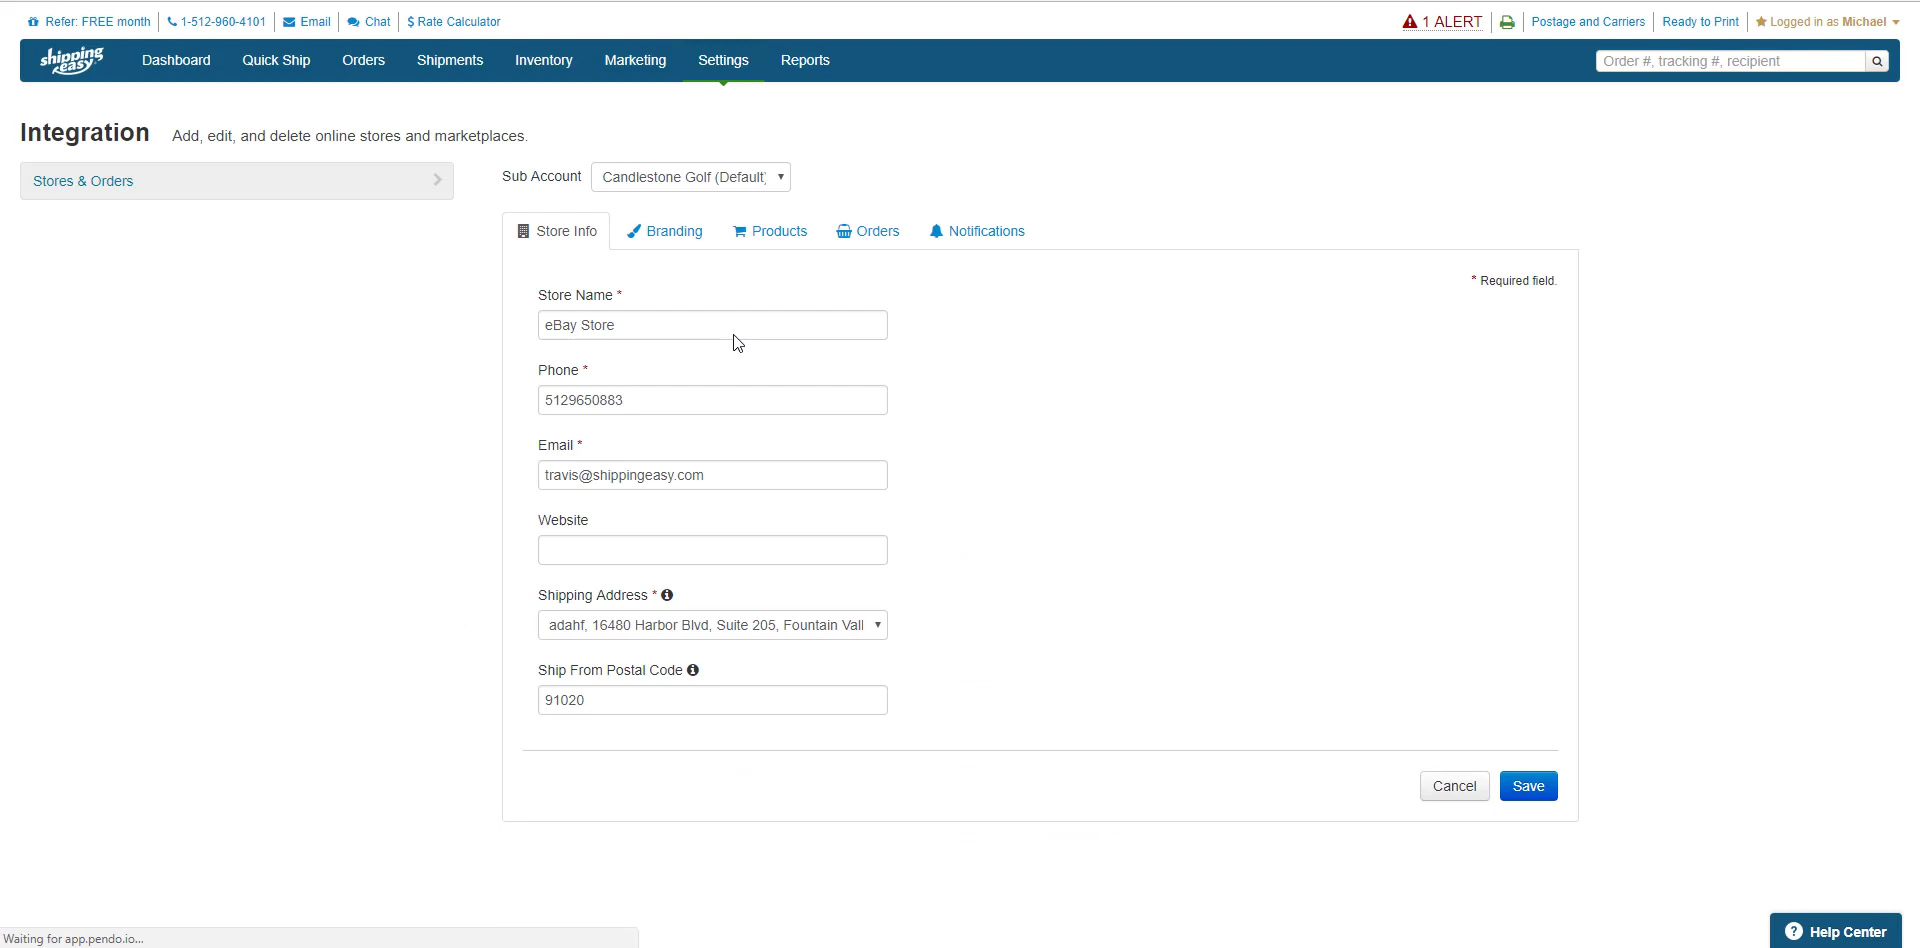 Refer: FREE month 1-512-960-4101 Email Chat $ Rate Calculator 1 ALERT Postage and Carriers Ready to Print Logged in as Michael
shipping easy Dashboard Quick Ship Orders Shipments Inventory Marketing Settings Reports Order #, tracking #, recipient
Integration Add, edit, and delete online stores and marketplaces.
Stores & Orders
Sub Account Candlestone Golf (Default)
Store Info Branding Products Orders Notifications
* Required field.
Store Name *
eBay Store
Phone *
5129650883
Email *
travis@shippingeasy.com
Website
Shipping Address *
adahf, 16480 Harbor Blvd, Suite 205, Fountain Vall
Ship From Postal Code
91020
Cancel Save
Waiting for app.pendo.io...
? Help Center